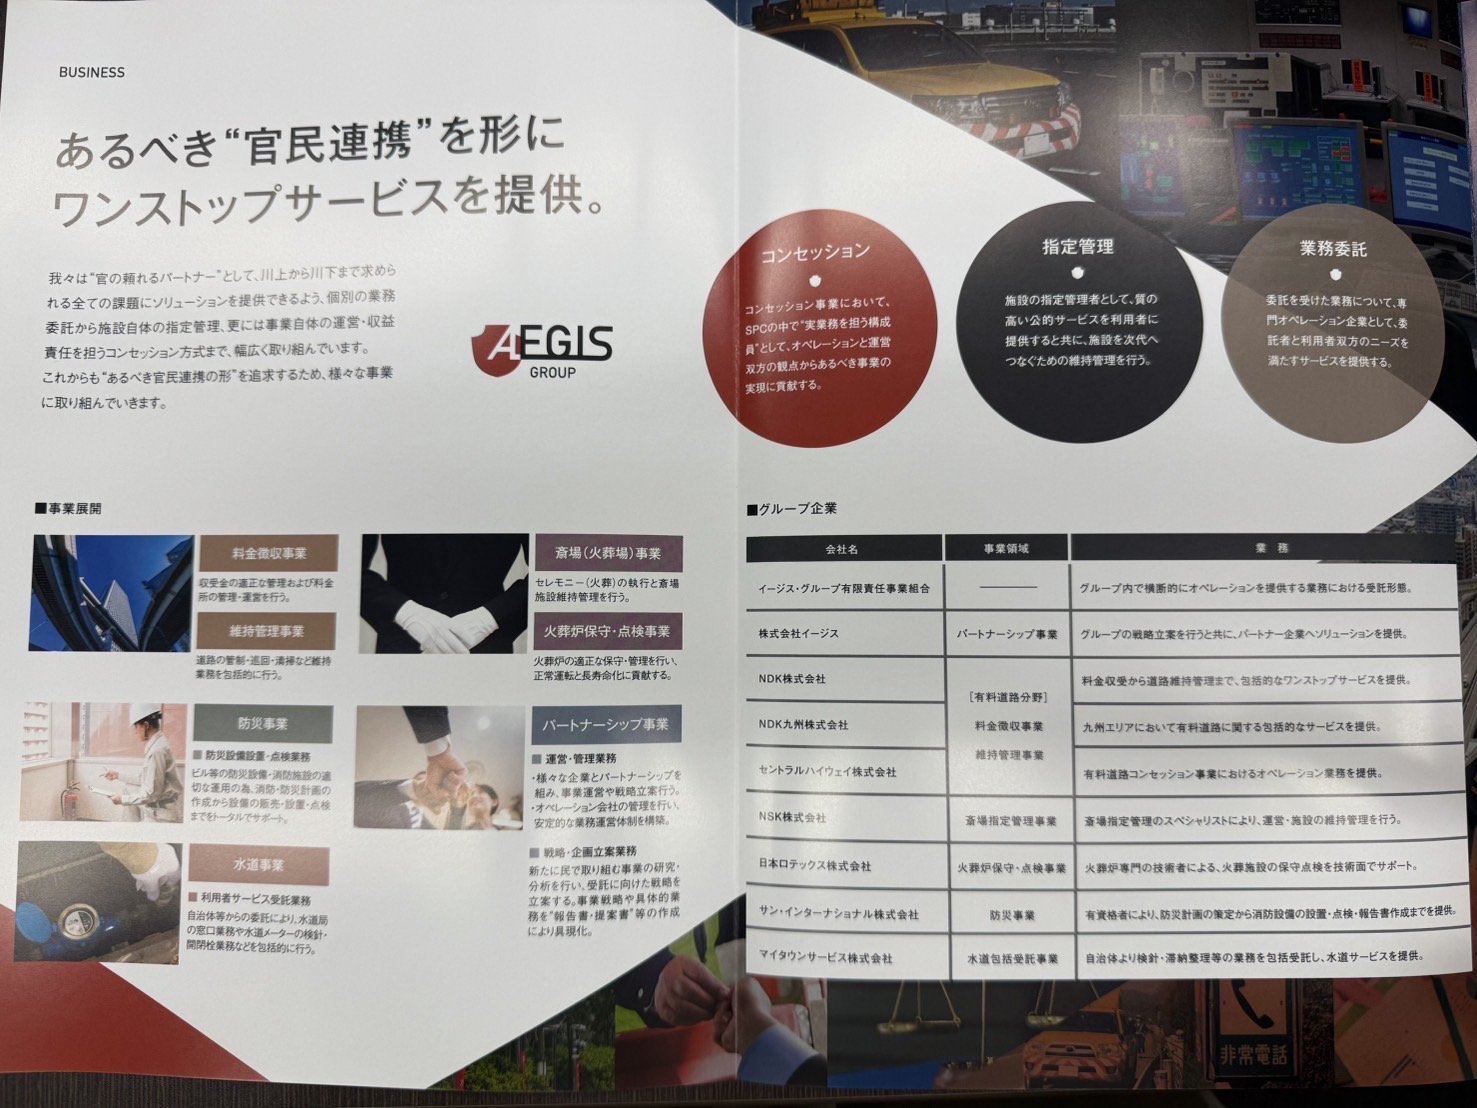 BUSINESS
あるべき“官民連携”を形に
ワンストップサービスを提供。
我々は“官の頼れるパートナー”として、川上から川下まで求めら
れる全ての課題にソリューションを提供できるよう、個別の業務
委託から施設自体の指定管理、更には事業自体の運営・収益
責任を担うコンセッション方式まで、幅広く取り組んでいます。
これからも“あるべき官民連携の形”を追求するため、様々な事業
に取り組んでいきます。
AEGIS
GROUP
コンセッション
コンセッション事業において、
SPCの中で“実業務を担う構成
員”として、オペレーションと運営
双方の観点からあるべき事業の
実現に貢献する。
指定管理
施設の指定管理者として、質の
高い公的サービスを利用者に
提供すると共に、施設を次代へ
つなぐための維持管理を行う。
業務委託
委託を受けた業務について、専
門オペレーション企業として、委
託者と利用者双方のニーズを
満たすサービスを提供する。
■事業展開
料金徴収事業
収受金の適正な管理および料金
所の管理・運営を行う。
維持管理事業
道路の管制・巡回・清掃など維持
業務を包括的に行う。
斎場（火葬場）事業
セレモニー（火葬）の執行と斎場
施設維持管理を行う。
火葬炉保守・点検事業
火葬炉の適正な保守・管理を行い、
正常運転と長寿命化に貢献する。
防災事業
■ 防災設備設置・点検業務
ビル等の防災設備・消防施設の適
切な運用の為、消防・防災計画の
作成から設備の販売・設置・点検
までをトータルでサポート。
パートナーシップ事業
■ 運営・管理業務
・様々な企業とパートナーシップを
組み、事業運営や戦略立案行う。
・オペレーション会社の管理を行い、
安定的な業務運営体制を構築。
■ 戦略・企画立案業務
新たに民で取り組む事業の研究・
分析を行い、受託に向けた戦略を
立案する。事業戦略や具体的業
務を“報告書・提案書”等の作成
により具現化。
水道事業
■ 利用者サービス受託業務
自治体等からの委託により、水道局
の窓口業務や水道メーターの検針・
開閉栓業務などを包括的に行う。
■グループ企業
会社名 事業領域 業務
イージス・グループ有限責任事業組合 ――― グループ内で横断的にオペレーションを提供する業務における受託形態。
株式会社イージス パートナーシップ事業 グループの戦略立案を行うと共に、パートナー企業へソリューションを提供。
NDK株式会社 料金収受から道路維持管理まで、包括的なワンストップサービスを提供。
［有料道路分野］
NDK九州株式会社 料金徴収事業 九州エリアにおいて有料道路に関する包括的なサービスを提供。
維持管理事業
セントラルハイウェイ株式会社 有料道路コンセッション事業におけるオペレーション業務を提供。
NSK株式会社 斎場指定管理事業 斎場指定管理のスペシャリストにより、運営・施設の維持管理を行う。
日本ロテックス株式会社 火葬炉保守・点検事業 火葬炉専門の技術者による、火葬施設の保守点検を技術面でサポート。
サン・インターナショナル株式会社 防災事業 有資格者により、防災計画の策定から消防設備の設置・点検・報告書作成までを提供。
マイタウンサービス株式会社 水道包括受託事業 自治体より検針・滞納整理等の業務を包括受託し、水道サービスを提供。
非常電話